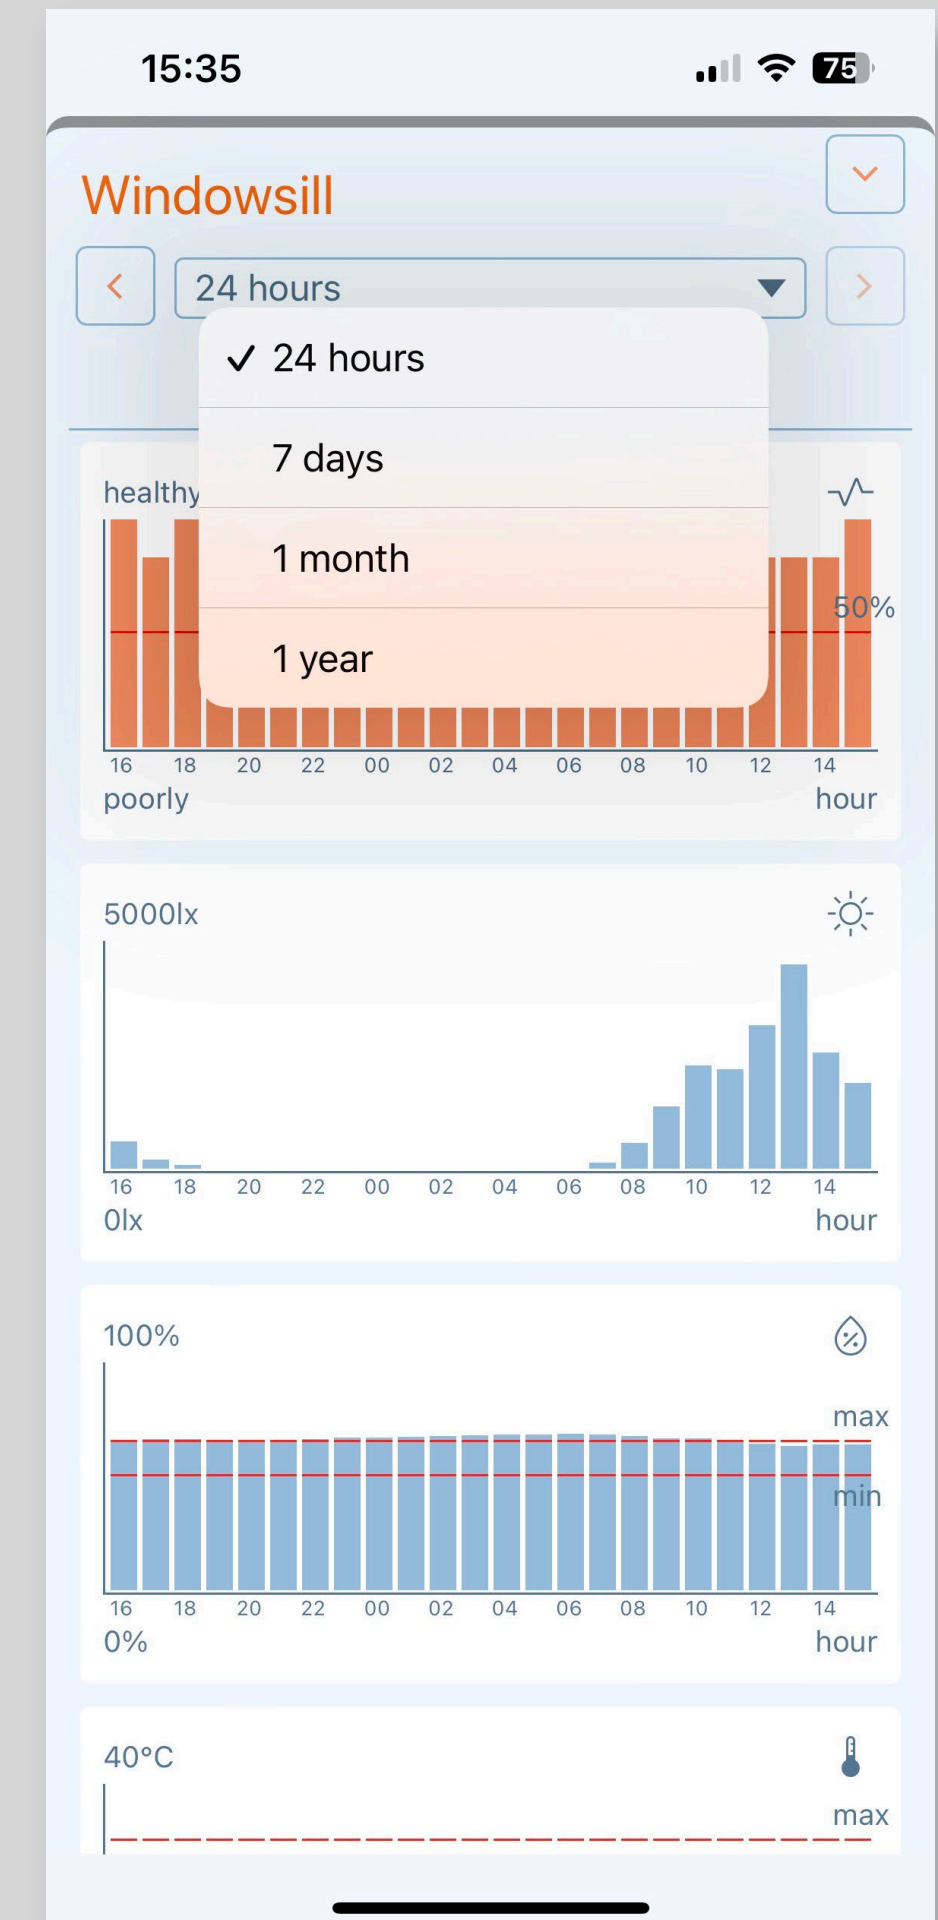 15:35
75
Windowsill
24 hours
✓ 24 hours
7 days
1 month
1 year
healthy
50%
16 18 20 22 00 02 04 06 08 10 12 14
poorly hour
5000lx
16 18 20 22 00 02 04 06 08 10 12 14
0lx hour
100%
max
min
16 18 20 22 00 02 04 06 08 10 12 14
0% hour
40°C
max